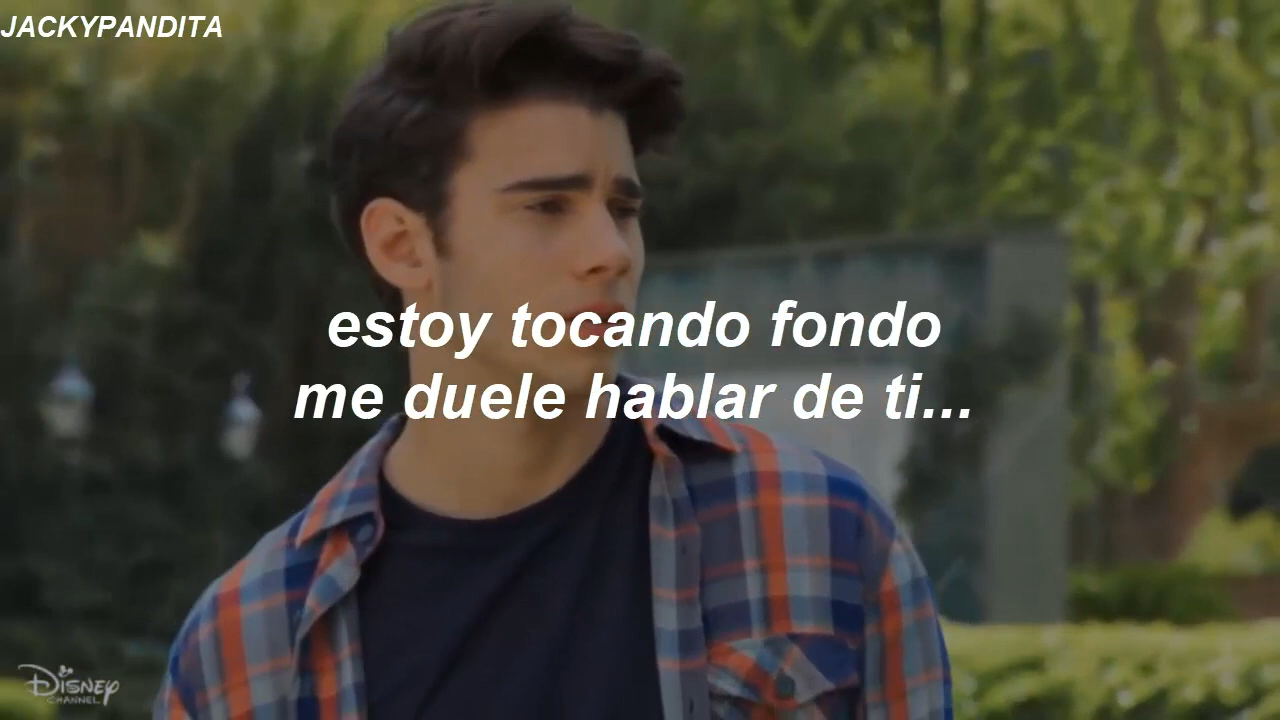 JACKYPANDITA
estoy tocando fondo
me duele hablar de ti...
DISNEY
CHANNEL